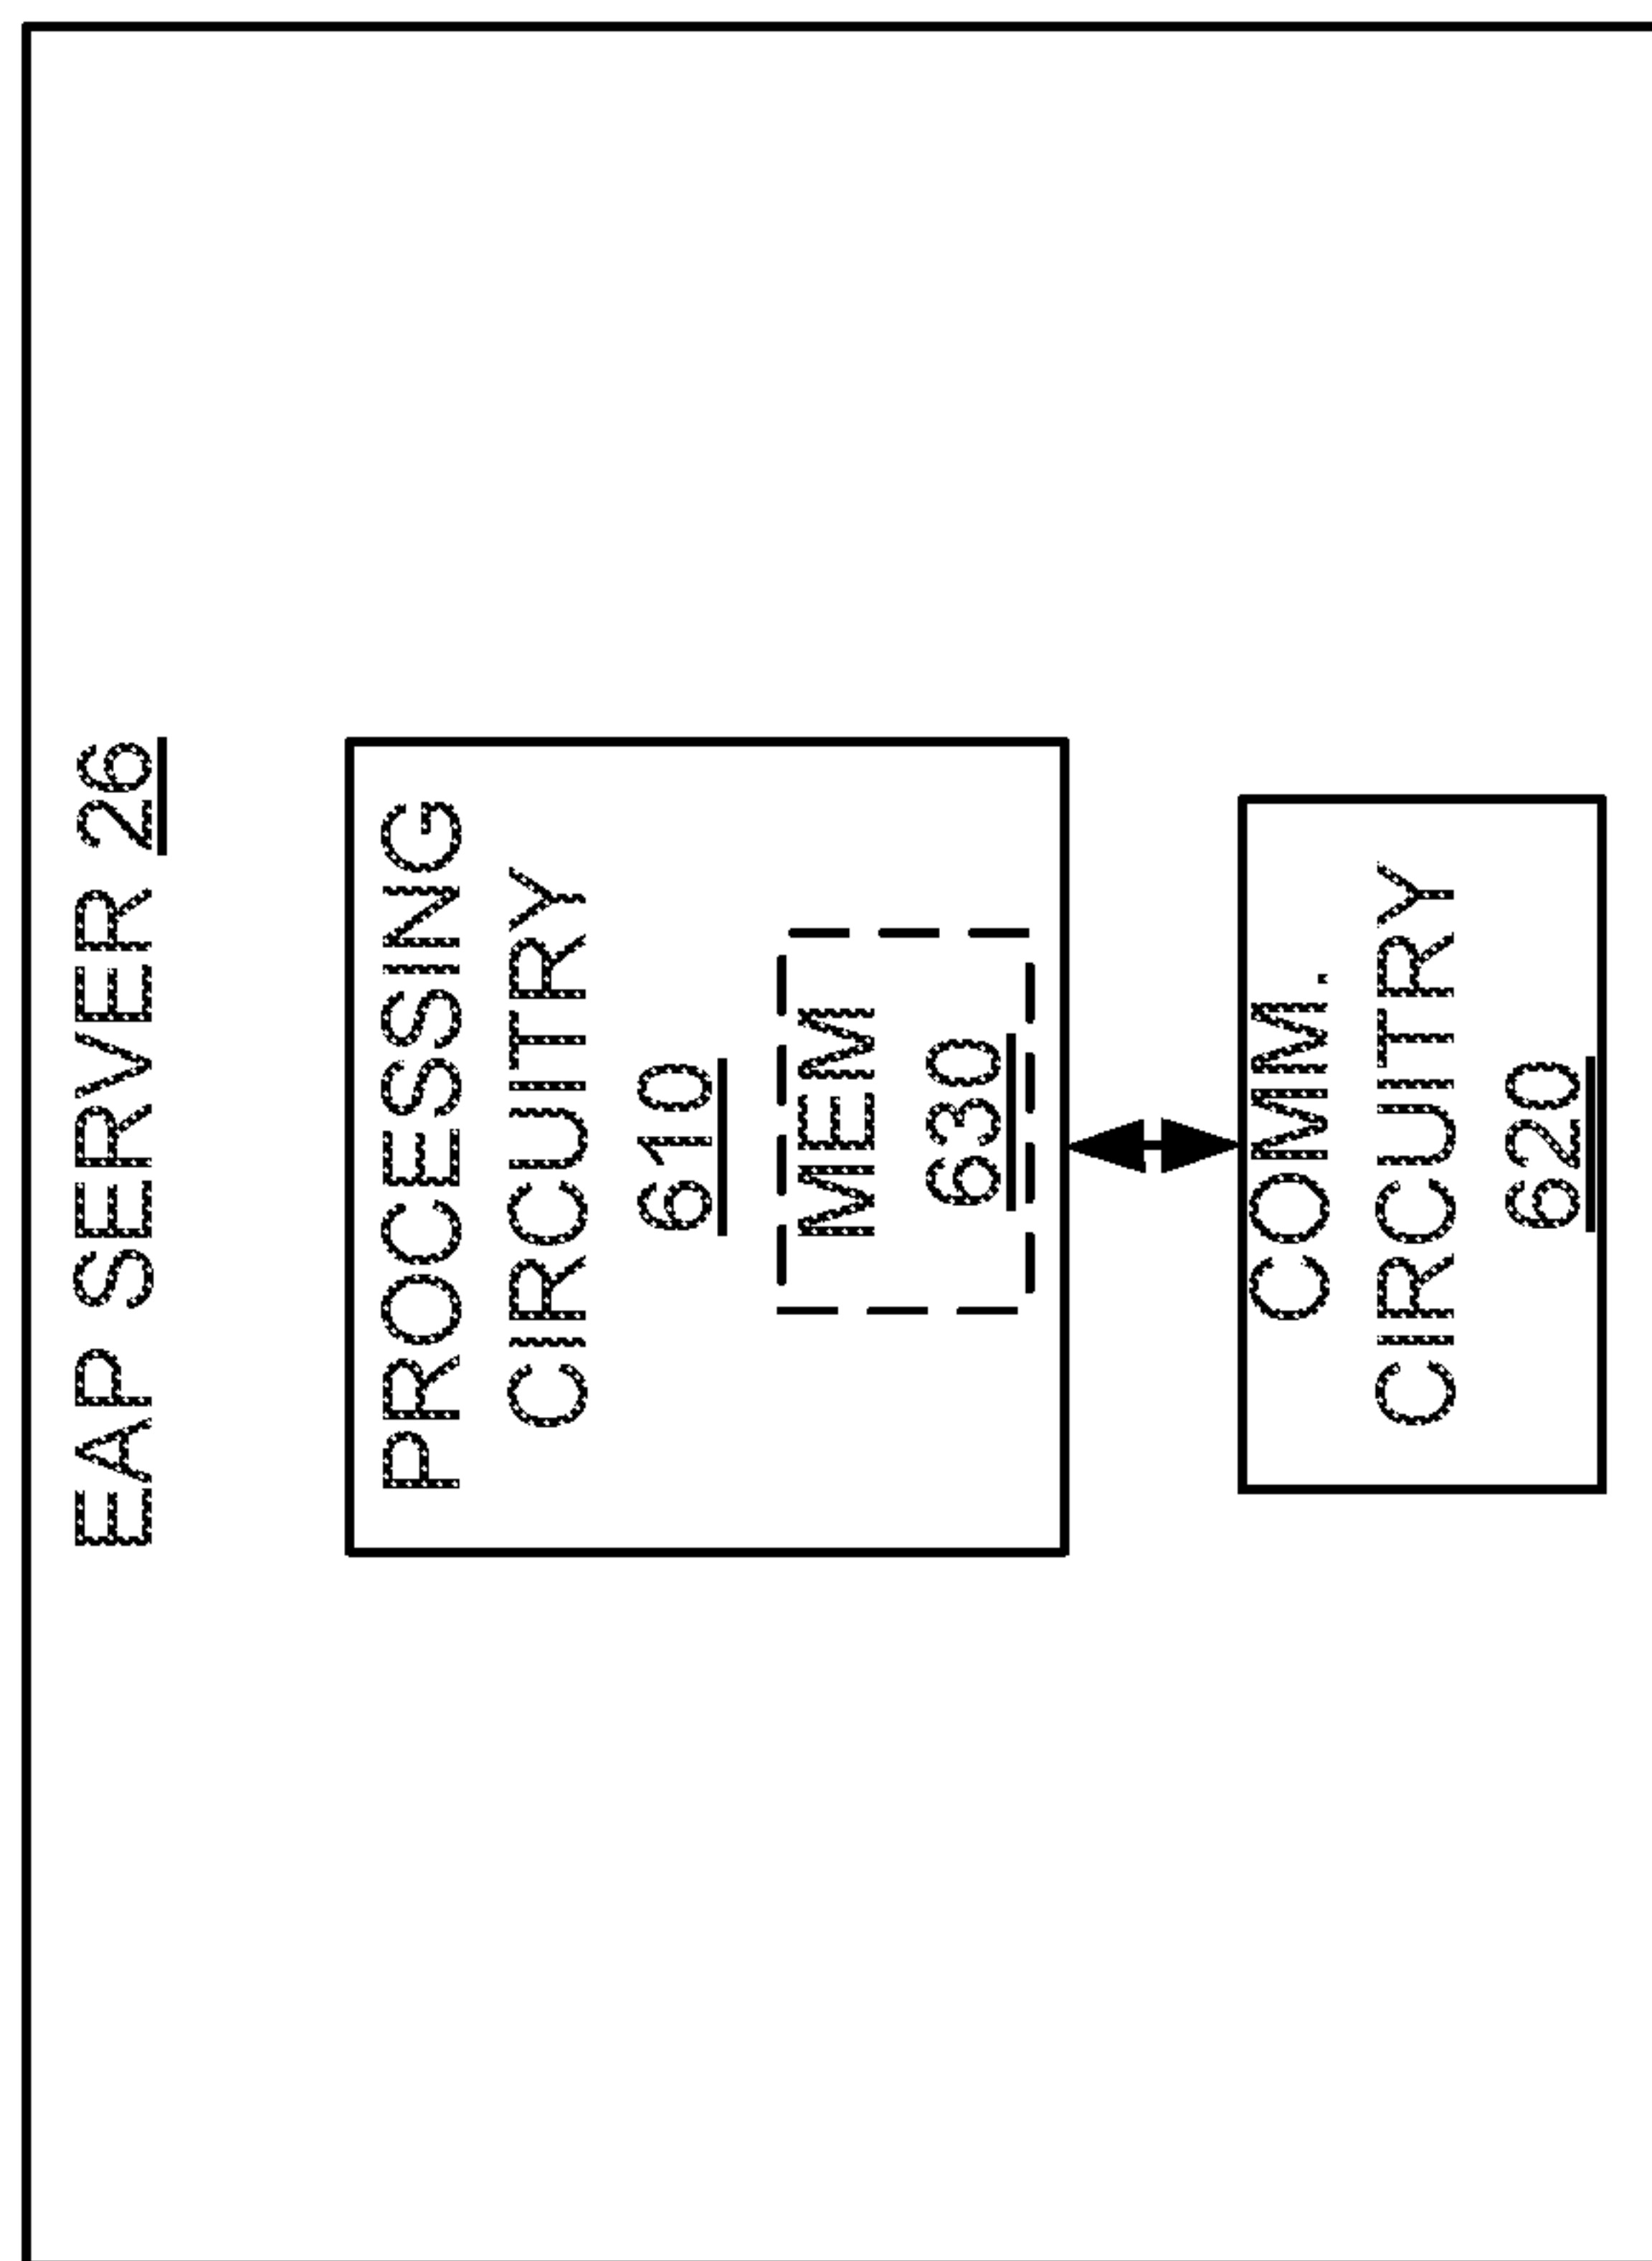 EAP SERVER 26
PROCESSING
CIRCUITRY
610
MEM
630
COMM.
CIRCUITRY
620